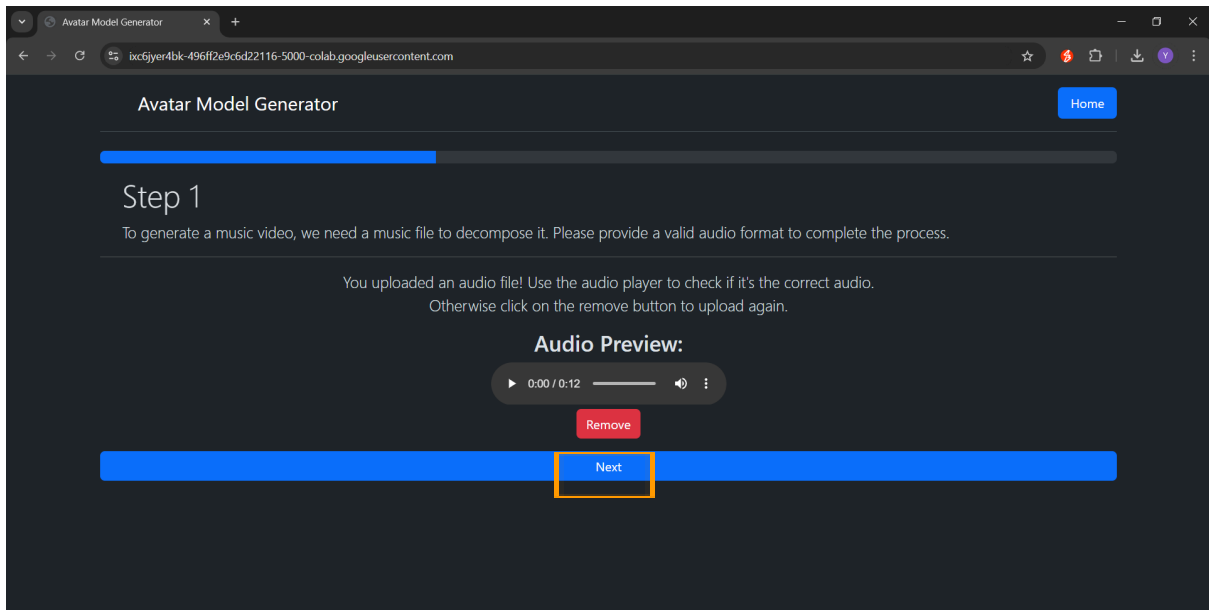 Avatar Model Generator
ixc6jyer4bk-496ff2e9c6d22116-5000-colab.googleusercontent.com
Y
Avatar Model Generator
Home
Step 1
To generate a music video, we need a music file to decompose it. Please provide a valid audio format to complete the process.
You uploaded an audio file! Use the audio player to check if it's the correct audio.
Otherwise click on the remove button to upload again.
Audio Preview:
0:00 / 0:12
Remove
Next